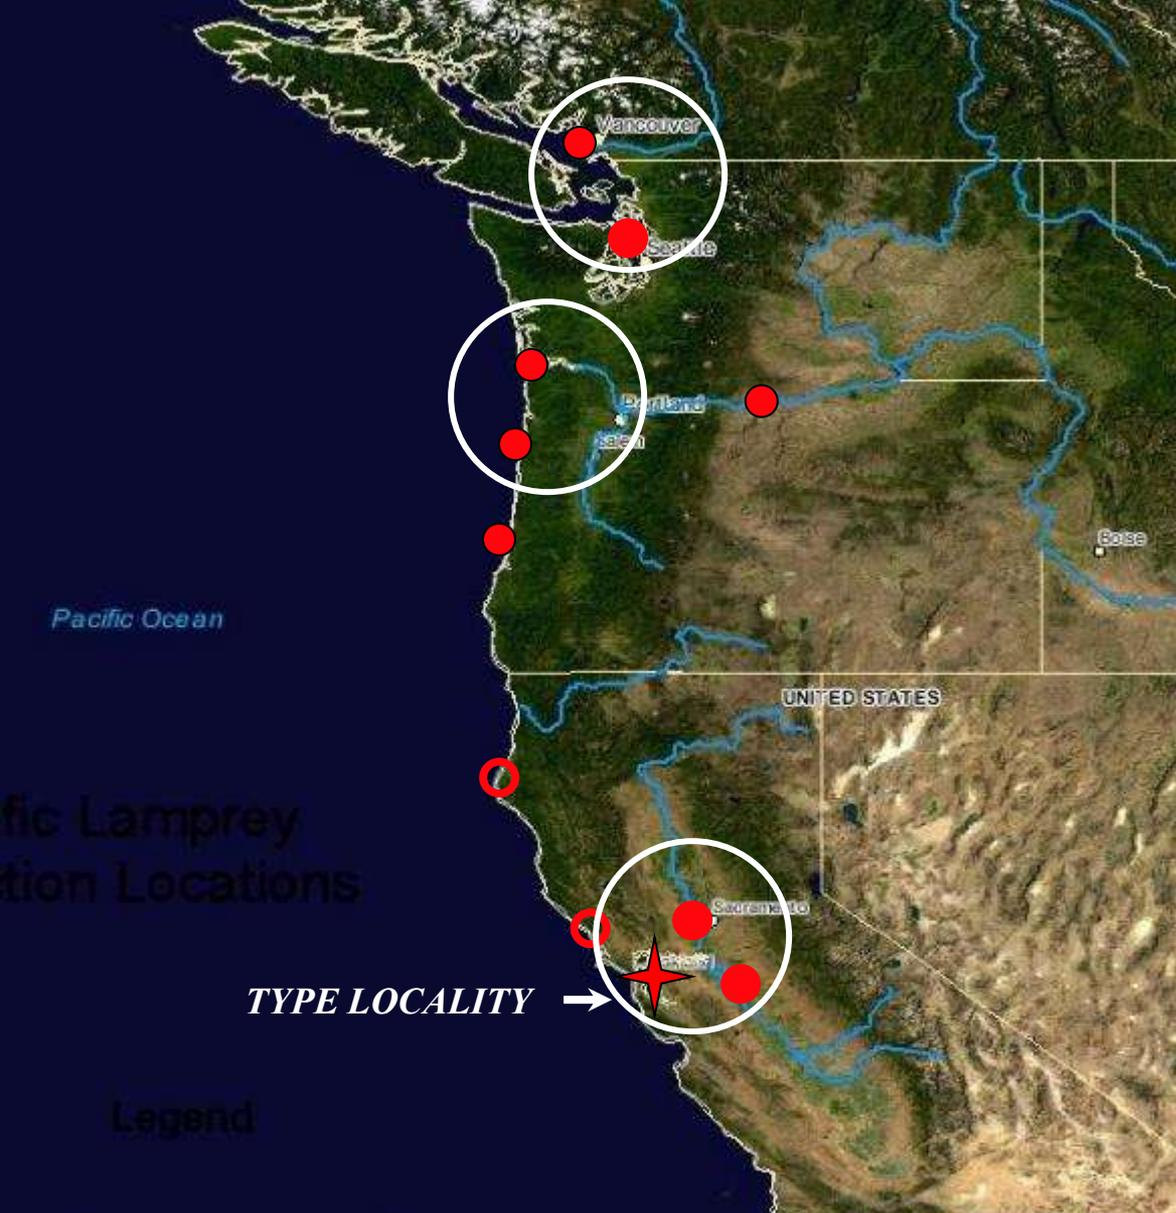 Vancouver
Seattle
Portland
Salem
Boise
Pacific Ocean
UNITED STATES
fic Lamprey
tion Locations
Sacramento
TYPE LOCALITY
Legend